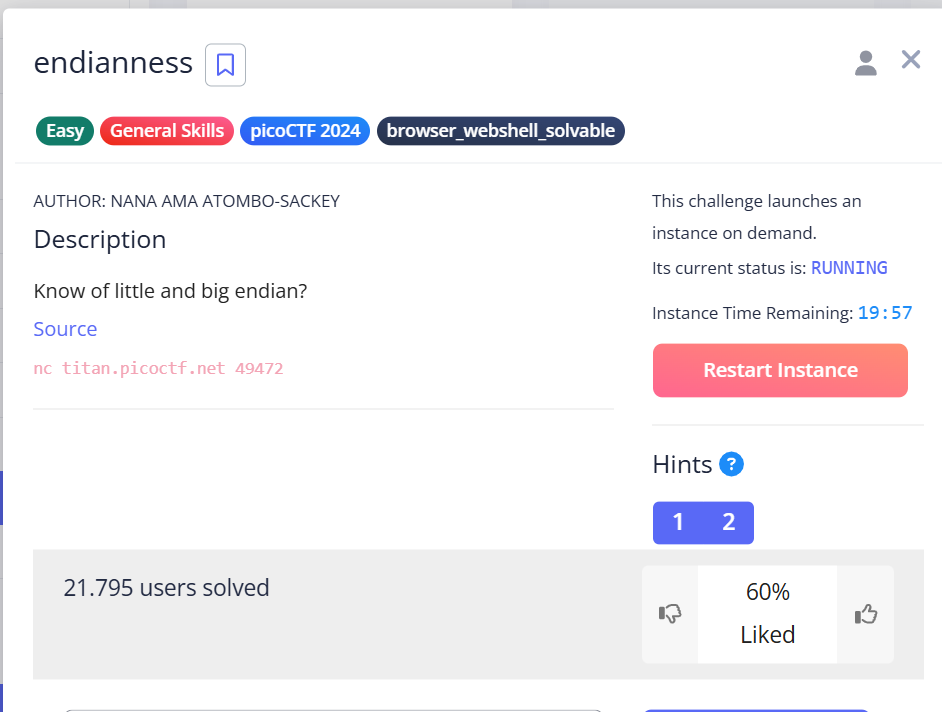 endianness
Easy General Skills picoCTF 2024 browser_webshell_solvable
AUTHOR: NANA AMA ATOMBO-SACKEY
Description
Know of little and big endian?
Source
nc titan.picoctf.net 49472
This challenge launches an
instance on demand.
Its current status is: RUNNING
Instance Time Remaining: 19:57
Restart Instance
Hints ?
1 2
21.795 users solved
60%
Liked